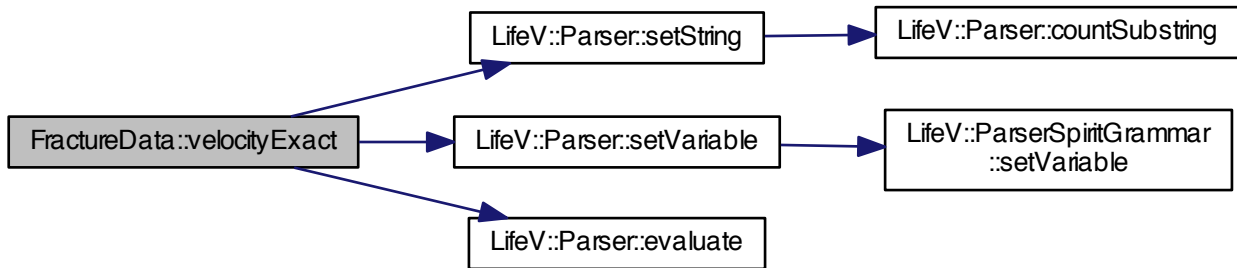 LifeV::Parser::setString
LifeV::Parser::countSubstring
FractureData::velocityExact
LifeV::Parser::setVariable
LifeV::ParserSpiritGrammar
::setVariable
LifeV::Parser::evaluate